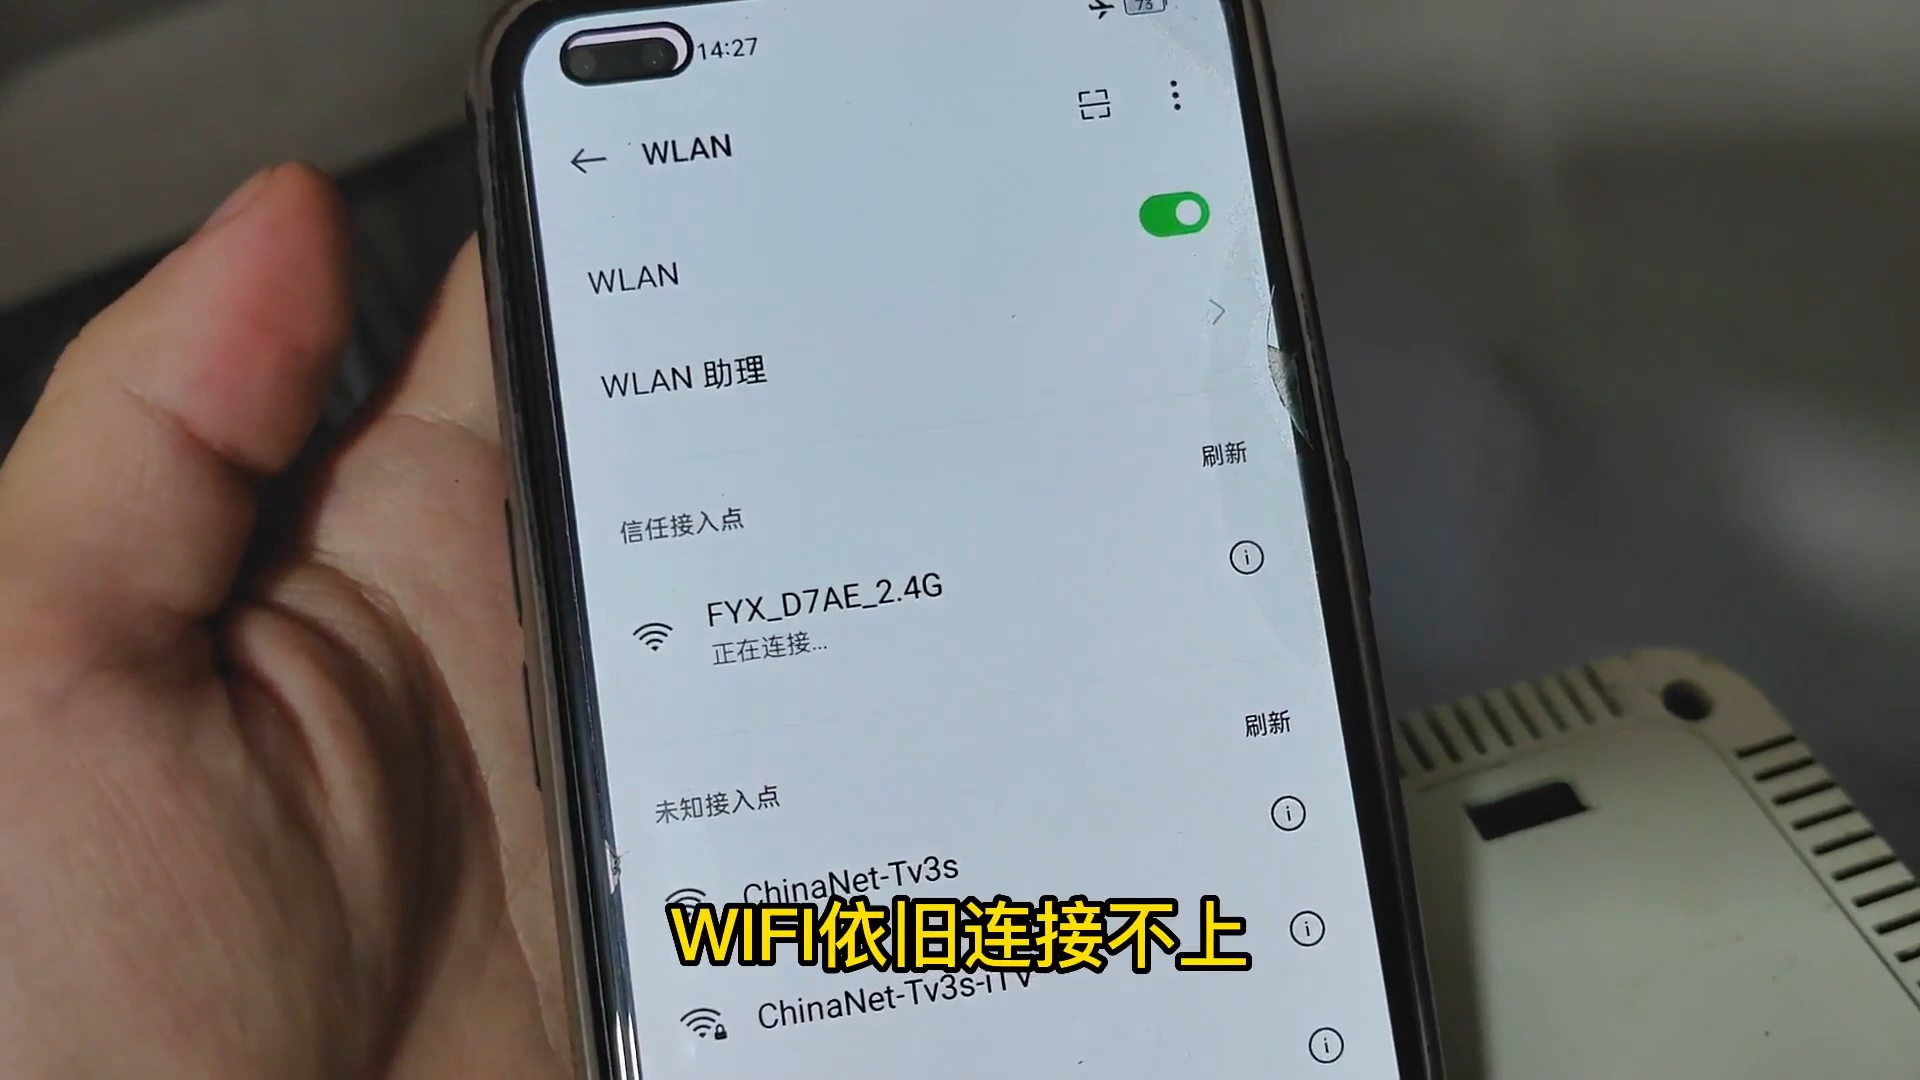 14:27
73
WLAN
WLAN
WLAN 助理
刷新
信任接入点
FYX_D7AE_2.4G
正在连接...
刷新
未知接入点
ChinaNet-Tv3s
WIFI依旧连接不上
ChinaNet-Tv3s-iTV